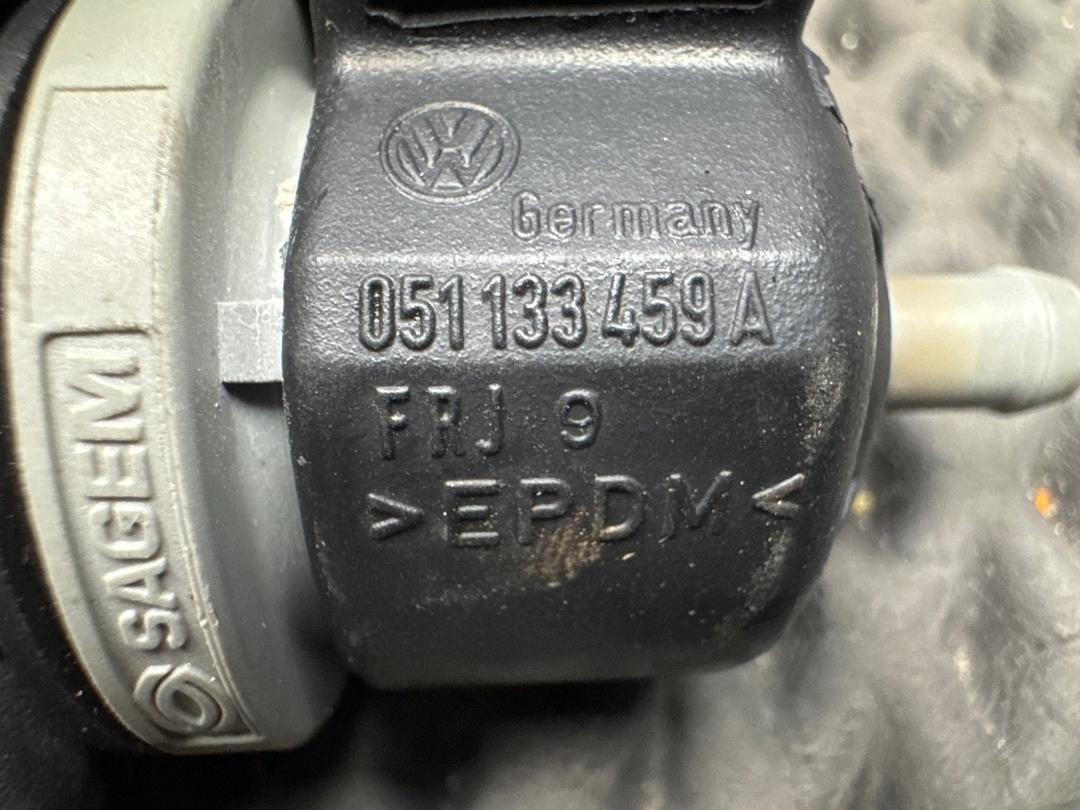 Germany
051 133 459 A
FRJ 9
>EPDM<
SAGEM